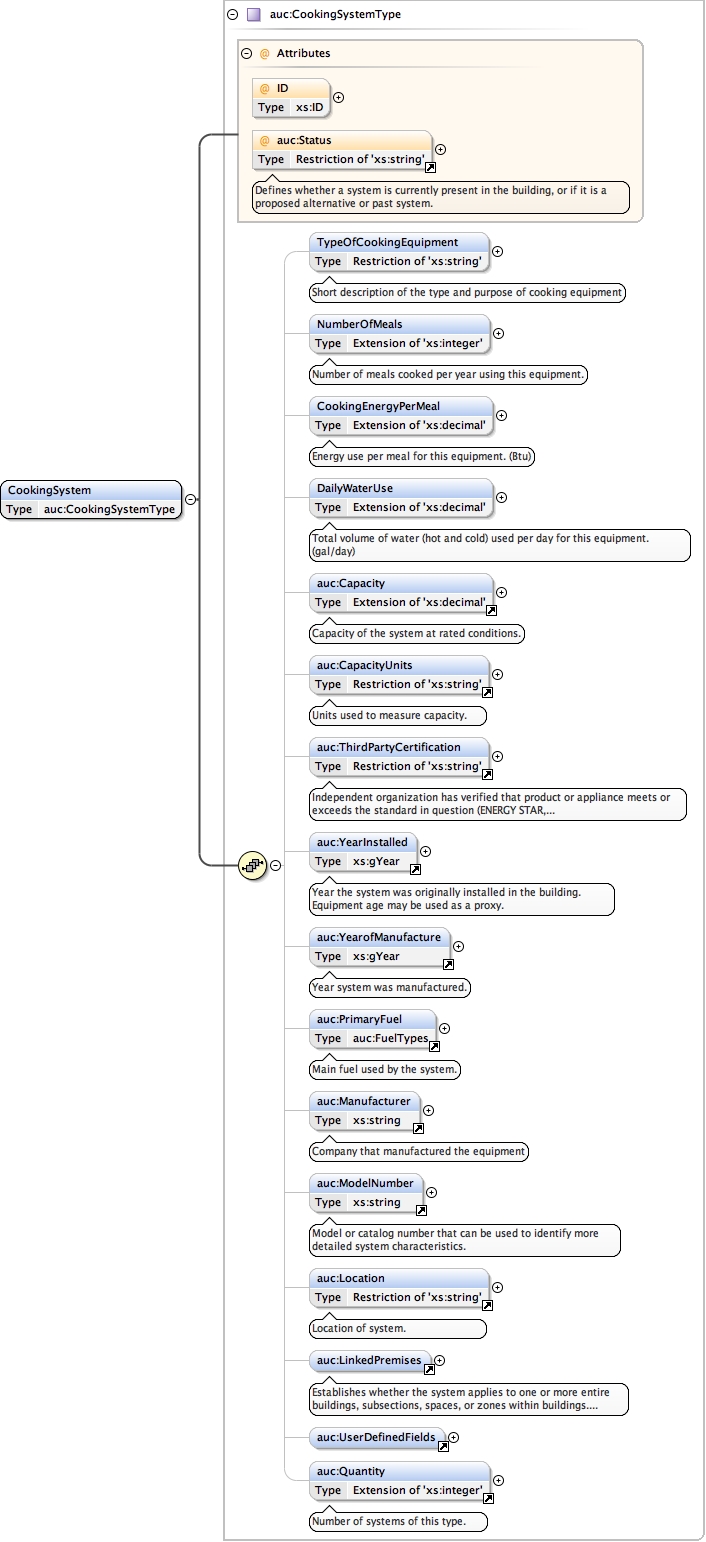 auc:CookingSystemType
@ Attributes
@ ID
Type xs:ID
@ auc:Status
Type Restriction of 'xs:string'
Defines whether a system is currently present in the building, or if it is a
proposed alternative or past system.
TypeOfCookingEquipment
Type Restriction of 'xs:string'
Short description of the type and purpose of cooking equipment
NumberOfMeals
Type Extension of 'xs:integer'
Number of meals cooked per year using this equipment.
CookingEnergyPerMeal
Type Extension of 'xs:decimal'
Energy use per meal for this equipment. (Btu)
CookingSystem
Type auc:CookingSystemType
DailyWaterUse
Type Extension of 'xs:decimal'
Total volume of water (hot and cold) used per day for this equipment.
(gal/day)
auc:Capacity
Type Extension of 'xs:decimal'
Capacity of the system at rated conditions.
auc:CapacityUnits
Type Restriction of 'xs:string'
Units used to measure capacity.
auc:ThirdPartyCertification
Type Restriction of 'xs:string'
Independent organization has verified that product or appliance meets or
exceeds the standard in question (ENERGY STAR,...
auc:YearInstalled
Type xs:gYear
Year the system was originally installed in the building.
Equipment age may be used as a proxy.
auc:YearofManufacture
Type xs:gYear
Year system was manufactured.
auc:PrimaryFuel
Type auc:FuelTypes
Main fuel used by the system.
auc:Manufacturer
Type xs:string
Company that manufactured the equipment
auc:ModelNumber
Type xs:string
Model or catalog number that can be used to identify more
detailed system characteristics.
auc:Location
Type Restriction of 'xs:string'
Location of system.
auc:LinkedPremises
Establishes whether the system applies to one or more entire
buildings, subsections, spaces, or zones within buildings....
auc:UserDefinedFields
auc:Quantity
Type Extension of 'xs:integer'
Number of systems of this type.